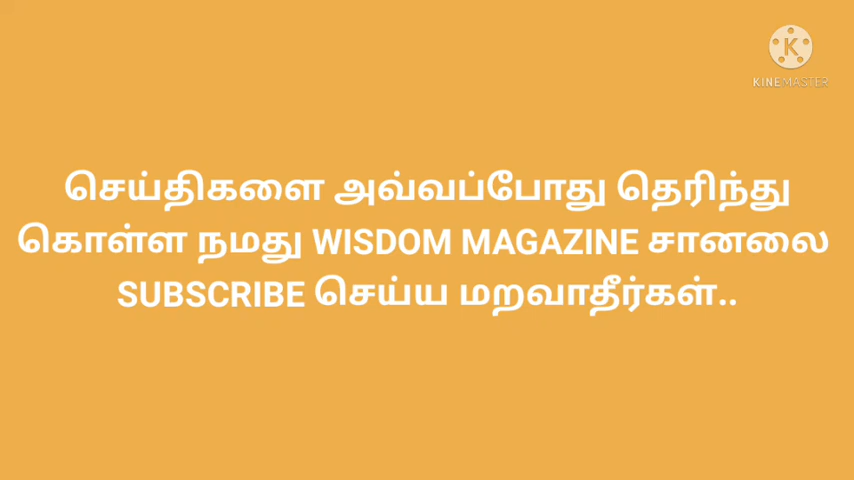 K
KINEMASTER
செய்திகளை அவ்வப்போது தெரிந்து
கொள்ள நமது WISDOM MAGAZINE சானலை
SUBSCRIBE செய்ய மறவாதீர்கள்..